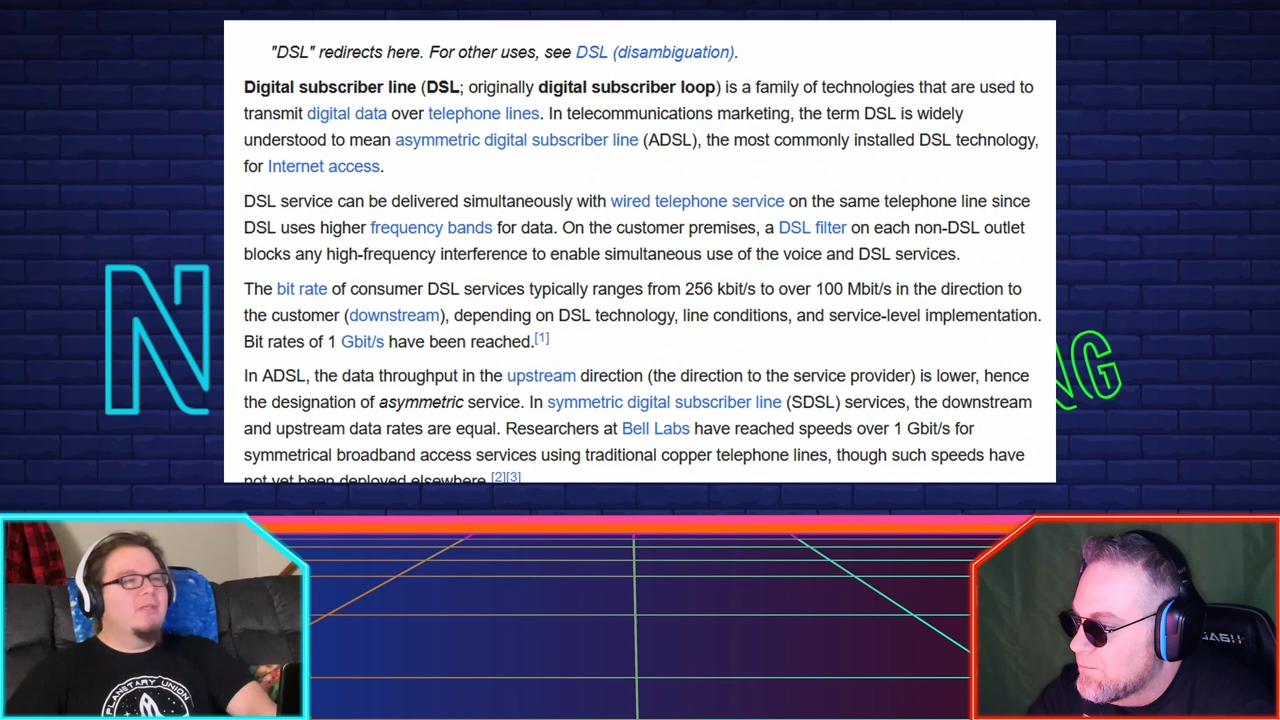 "DSL" redirects here. For other uses, see DSL (disambiguation).
Digital subscriber line (DSL; originally digital subscriber loop) is a family of technologies that are used to
transmit digital data over telephone lines. In telecommunications marketing, the term DSL is widely
understood to mean asymmetric digital subscriber line (ADSL), the most commonly installed DSL technology,
for Internet access.
DSL service can be delivered simultaneously with wired telephone service on the same telephone line since
DSL uses higher frequency bands for data. On the customer premises, a DSL filter on each non-DSL outlet
blocks any high-frequency interference to enable simultaneous use of the voice and DSL services.
The bit rate of consumer DSL services typically ranges from 256 kbit/s to over 100 Mbit/s in the direction to
the customer (downstream), depending on DSL technology, line conditions, and service-level implementation.
Bit rates of 1 Gbit/s have been reached.[1]
In ADSL, the data throughput in the upstream direction (the direction to the service provider) is lower, hence
the designation of asymmetric service. In symmetric digital subscriber line (SDSL) services, the downstream
and upstream data rates are equal. Researchers at Bell Labs have reached speeds over 1 Gbit/s for
symmetrical broadband access services using traditional copper telephone lines, though such speeds have
not yet been deployed elsewhere.[2][3]
N
NG
PLANETARY UNION